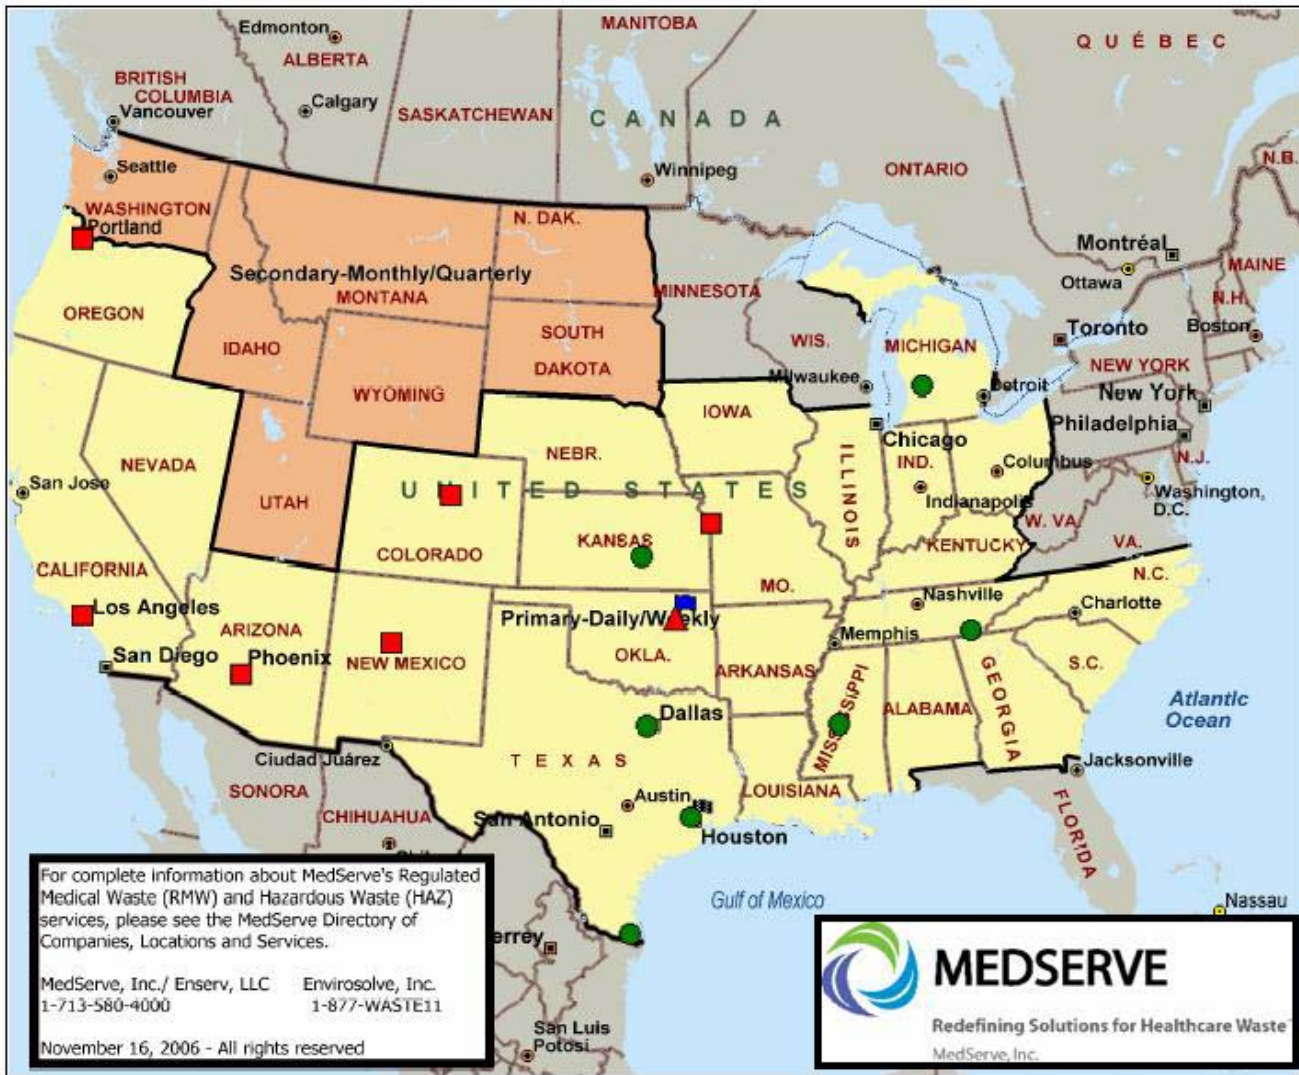 Edmonton
MANITOBA
QUÉBEC
ALBERTA
BRITISH
COLUMBIA
Calgary
SASKATCHEWAN
CANADA
Vancouver
N.B.
Seattle
Winnipeg
ONTARIO
WASHINGTON
N. DAK.
Portland
Montréal
Secondary-Monthly/Quarterly
MONTANA
MINNESOTA
Ottawa
MAINE
N.H.
OREGON
SOUTH
DAKOTA
WIS.
MICHIGAN
Toronto
Boston
IDAHO
NEW YORK
WYOMING
Milwaukee
Detroit
New York
IOWA
Philadelphia
NEBR.
Chicago
NEVADA
ILLINOIS
IND.
Columbus
N.J.
San Jose
UNITED STATES
Indianapolis
Washington,
D.C.
UTAH
W. VA.
COLORADO
KANSAS
KENTUCKY
VA.
CALIFORNIA
MO.
N.C.
Los Angeles
Primary-Daily/Weekly
Nashville
Charlotte
ARIZONA
Memphis
San Diego
Phoenix
NEW MEXICO
OKLA.
ARKANSAS
S.C.
MISSISSIPPI
ALABAMA
GEORGIA
Atlantic
Ocean
Dallas
Ciudad Juárez
TEXAS
Jacksonville
SONORA
CHIHUAHUA
Austin
LOUISIANA
San Antonio
Houston
FLORIDA
Gulf of Mexico
Nassau
errey
San Luis
Potosí
For complete information about MedServe's Regulated
Medical Waste (RMW) and Hazardous Waste (HAZ)
services, please see the MedServe Directory of
Companies, Locations and Services.
MedServe, Inc./ Enserv, LLC Envirosolve, Inc.
1-713-580-4000 1-877-WASTE11
November 16, 2006 - All rights reserved
MEDSERVE
Redefining Solutions for Healthcare Waste
MedServe, Inc.